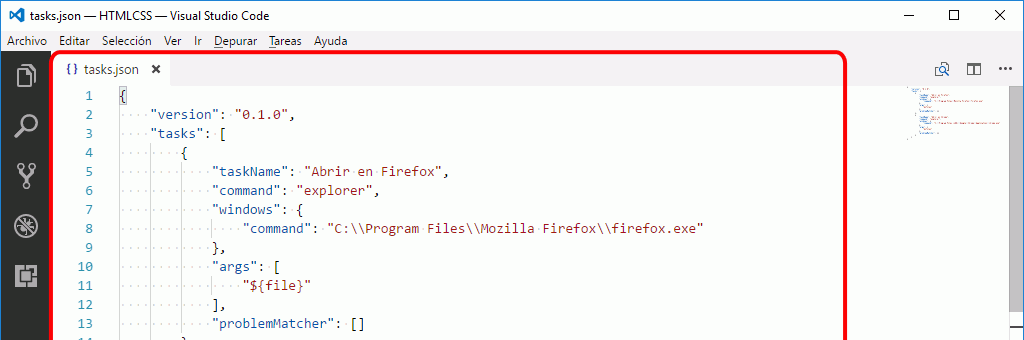 tasks.json — HTMLCSS — Visual Studio Code
Archivo Editar Selección Ver Ir Depurar Tareas Ayuda
{} tasks.json
1 {
2 "version": "0.1.0",
3 "tasks": [
4 {
5 "taskName": "Abrir en Firefox",
6 "command": "explorer",
7 "windows": {
8 "command": "C:\\Program Files\\Mozilla Firefox\\firefox.exe"
9 },
10 "args": [
11 "${file}"
12 ],
13 "problemMatcher": []